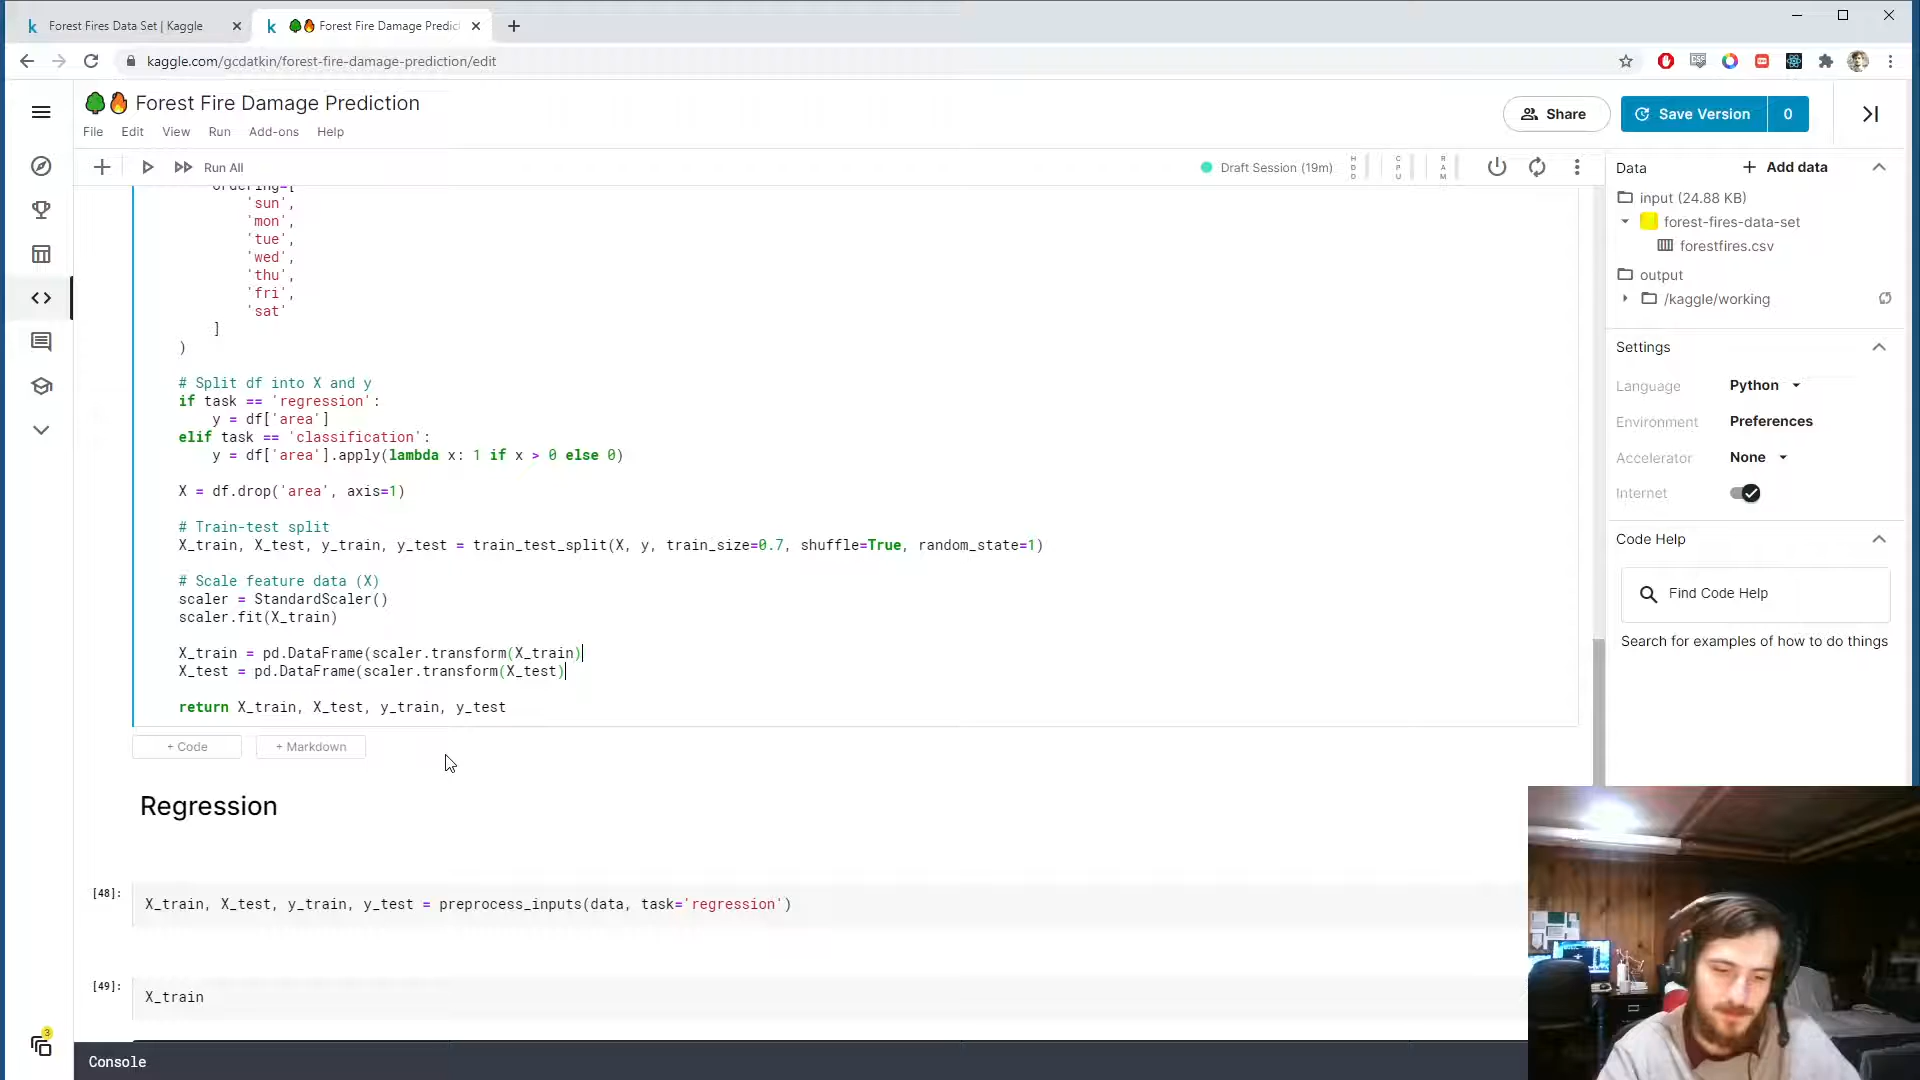 Forest Fires Data Set | Kaggle
Forest Fire Damage Predic
kaggle.com/gcdatkin/forest-fire-damage-prediction/edit
Forest Fire Damage Prediction
Share
Save Version
0
File Edit View Run Add-ons Help
Run All
Draft Session (19m)
HDD
CPU
RAM
Data
Add data
input (24.88 KB)
forest-fires-data-set
forestfires.csv
output
/kaggle/working
Settings
Language Python
Environment Preferences
Accelerator None
Internet
Code Help
Find Code Help
Search for examples of how to do things
ordering=[
'sun',
'mon',
'tue',
'wed',
'thu',
'fri',
'sat'
]
)
# Split df into X and y
if task == 'regression':
y = df['area']
elif task == 'classification':
y = df['area'].apply(lambda x: 1 if x > 0 else 0)
X = df.drop('area', axis=1)
# Train-test split
X_train, X_test, y_train, y_test = train_test_split(X, y, train_size=0.7, shuffle=True, random_state=1)
# Scale feature data (X)
scaler = StandardScaler()
scaler.fit(X_train)
X_train = pd.DataFrame(scaler.transform(X_train)
X_test = pd.DataFrame(scaler.transform(X_test)
return X_train, X_test, y_train, y_test
+ Code
+ Markdown
Regression
[48]:
X_train, X_test, y_train, y_test = preprocess_inputs(data, task='regression')
[49]:
X_train
3
Console